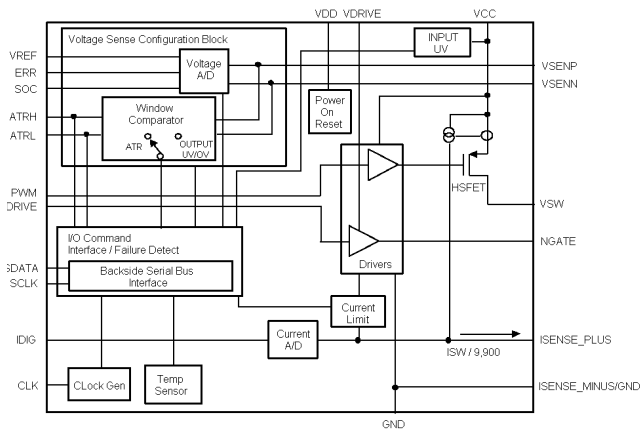 VDD VDRIVE VCC
Voltage Sense Configuration Block
INPUT
UV
VREF
ERR
SOC
Voltage
A/D
VSENP
VSENN
ATRH
ATRL
Window
Comparator
ATR
OUTPUT
UV/OV
Power
On
Reset
PWM
DRIVE
HSFET
VSW
I/O Command
Interface / Failure Detect
NGATE
Drivers
SDATA
SCLK
Backside Serial Bus
Interface
Current
Limit
IDIG
Current
A/D
ISW / 9,900
ISENSE_PLUS
CLK
CLock Gen
Temp
Sensor
ISENSE_MINUS/GND
GND